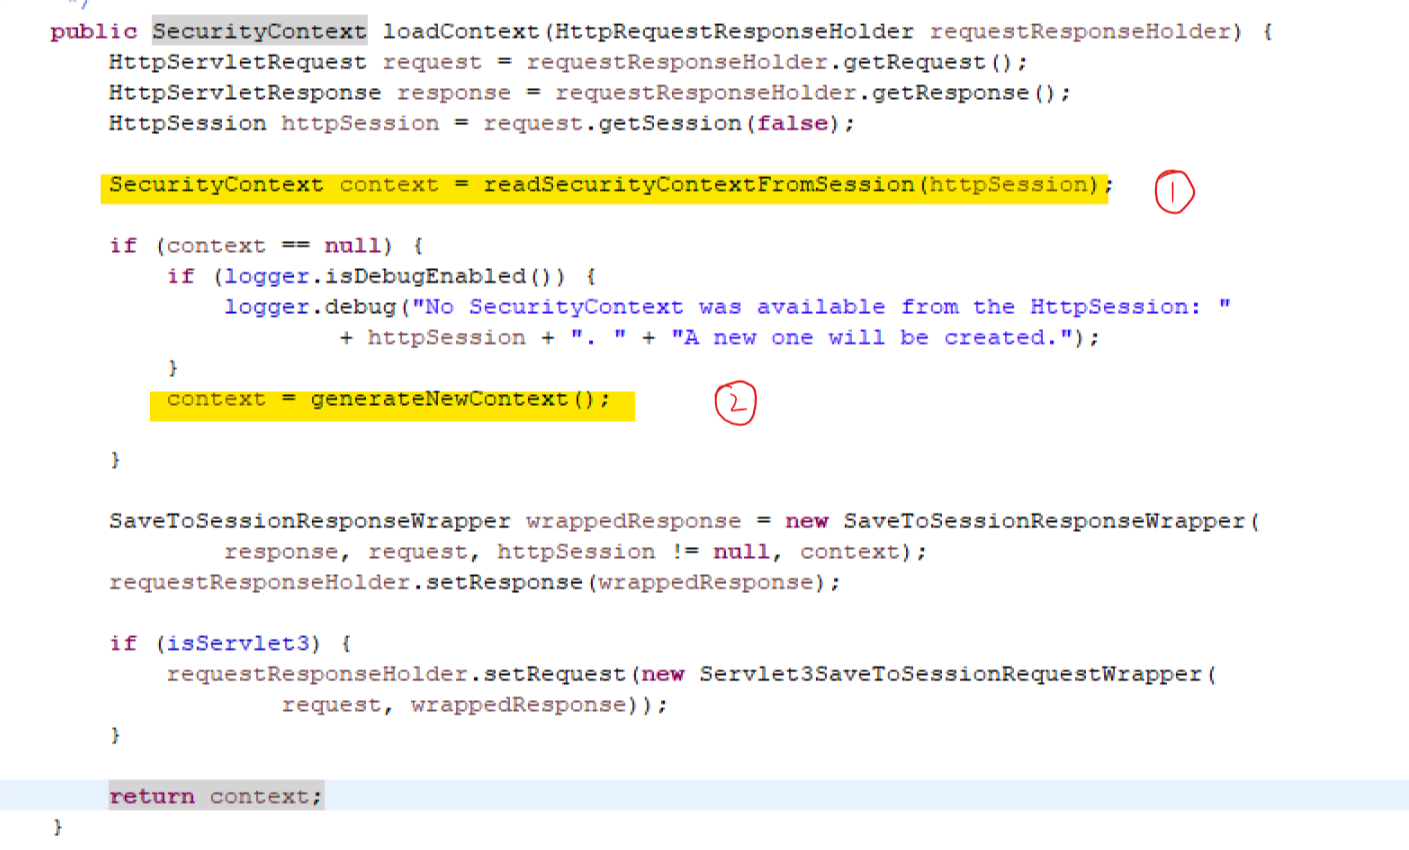 */
public SecurityContext loadContext(HttpRequestResponseHolder requestResponseHolder) {
    HttpServletRequest request = requestResponseHolder.getRequest();
    HttpServletResponse response = requestResponseHolder.getResponse();
    HttpSession httpSession = request.getSession(false);
    SecurityContext context = readSecurityContextFromSession(httpSession); 1
    if (context == null) {
        if (logger.isDebugEnabled()) {
            logger.debug("No SecurityContext was available from the HttpSession: "
                    + httpSession + ". " + "A new one will be created.");
        }
        context = generateNewContext(); 2
    }
    SaveToSessionResponseWrapper wrappedResponse = new SaveToSessionResponseWrapper(
            response, request, httpSession != null, context);
    requestResponseHolder.setResponse(wrappedResponse);
    if (isServlet3) {
        requestResponseHolder.setRequest(new Servlet3SaveToSessionRequestWrapper(
                request, wrappedResponse));
    }
    return context;
}